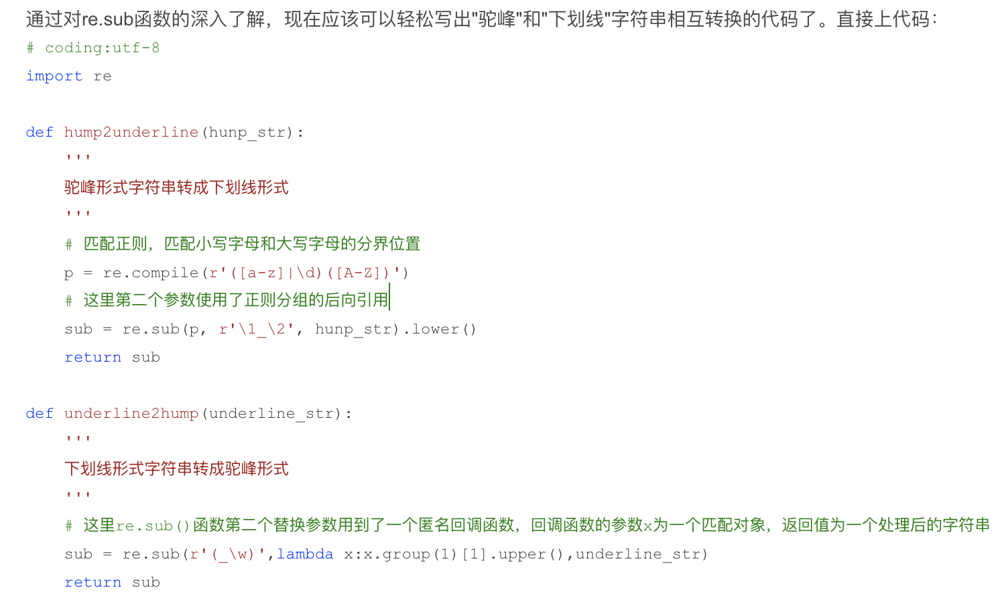 通过对re.sub函数的深入了解，现在应该可以轻松写出"驼峰"和"下划线"字符串相互转换的代码了。直接上代码：
# coding:utf-8
import re
def hump2underline(hunp_str):
'''
驼峰形式字符串转成下划线形式
'''
# 匹配正则，匹配小写字母和大写字母的分界位置
p = re.compile(r'([a-z]|\d)([A-Z])')
# 这里第二个参数使用了正则分组的后向引用
sub = re.sub(p, r'\1_\2', hunp_str).lower()
return sub
def underline2hump(underline_str):
'''
下划线形式字符串转成驼峰形式
'''
# 这里re.sub()函数第二个替换参数用到了一个匿名回调函数，回调函数的参数x为一个匹配对象，返回值为一个处理后的字符串
sub = re.sub(r'(_\w)',lambda x:x.group(1)[1].upper(),underline_str)
return sub